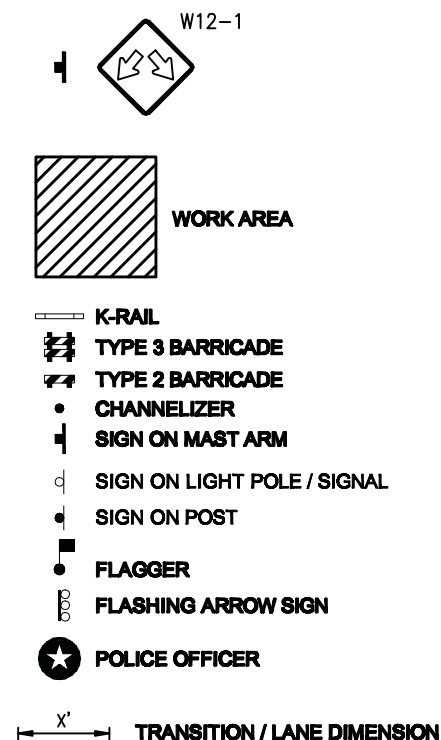 W12-1
WORK AREA
K-RAIL
TYPE 3 BARRICADE
TYPE 2 BARRICADE
CHANNELIZER
SIGN ON MAST ARM
SIGN ON LIGHT POLE / SIGNAL
SIGN ON POST
FLAGGER
FLASHING ARROW SIGN
POLICE OFFICER
X' TRANSITION / LANE DIMENSION